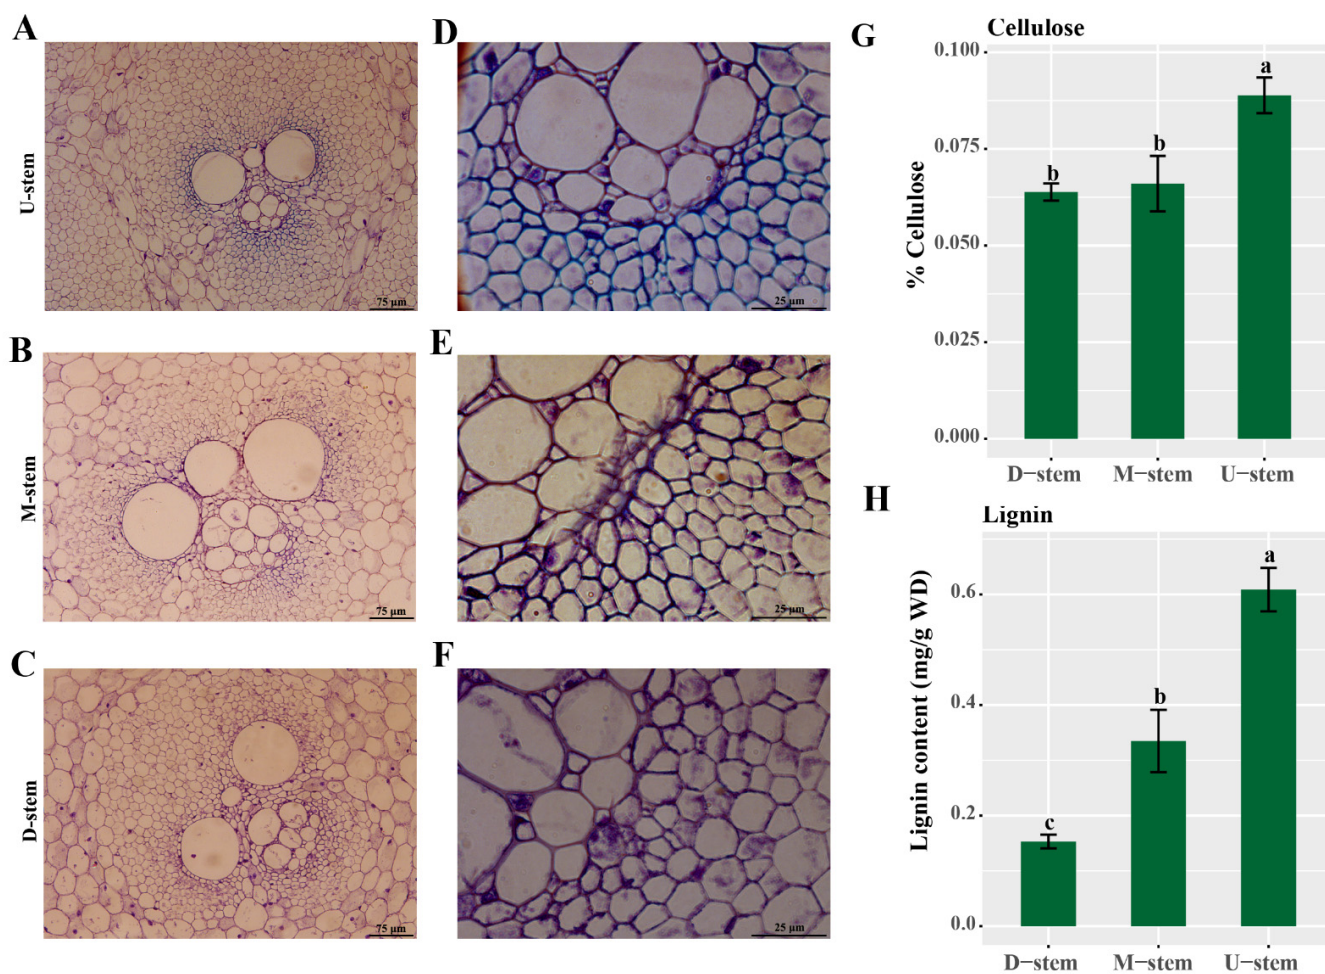 A
U-stem
75 µm
B
M-stem
75 µm
C
D-stem
75 µm
D
25 µm
E
25 µm
F
25 µm
G
Cellulose
% Cellulose
0.100
0.075
0.050
0.025
0.000
b
b
a
D-stem M-stem U-stem
H
Lignin
Lignin content (mg/g WD)
0.6
0.4
0.2
0.0
c
b
a
D-stem M-stem U-stem